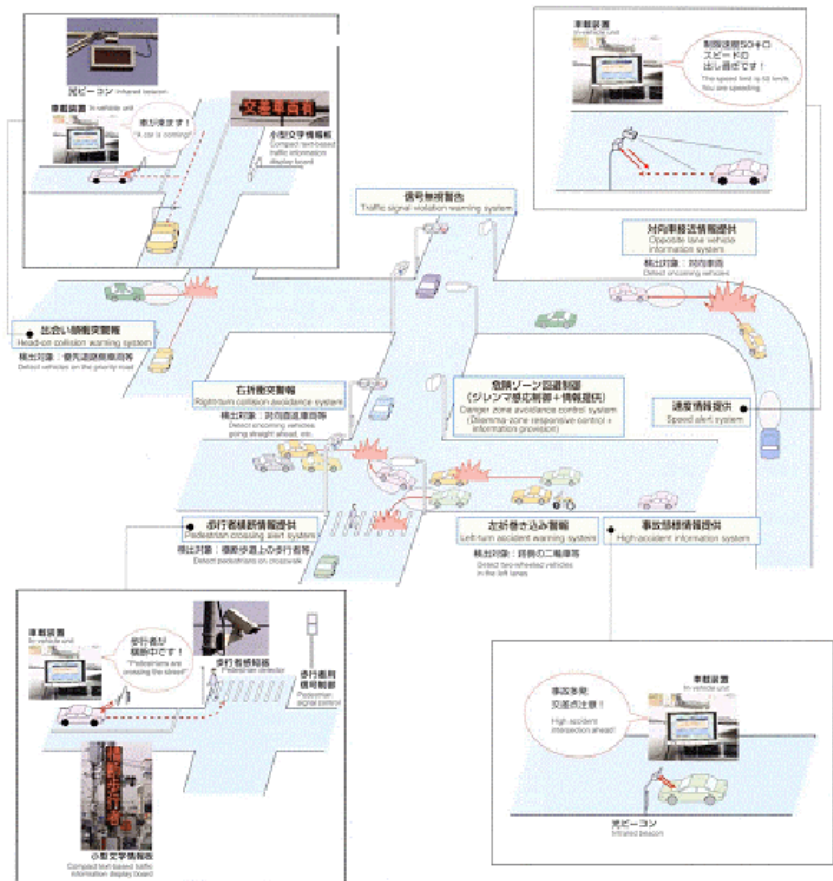 光ビーコン Infrared beacon
車載装置 In-vehicle unit
車が来ます!
"A car is coming!"
交差車両有
小型文字情報板
Compact text-based
traffic information
display board
車載装置
In-vehicle unit
制限速度50キロ
スピードの
出し過ぎです!
The speed limit is 50 km/h.
You are speeding.
信号無視警告
Traffic signal violation warning system
対向車接近情報提供
Opposite lane vehicle
information system
検出対象:対向車両
Detect oncoming vehicles
出合い頭衝突警報
Head-on collision warning system
検出対象:優先道路側車両等
Detect vehicles on the priority road
右折衝突警報
Right-turn collision avoidance system
検出対象:対向直進車両等
Detect oncoming vehicles
going straight ahead, etc.
危険ゾーン回避制御
(ジレンマ感応制御+情報提供)
Danger zone avoidance control system
(Dilemma-zone responsive control +
information provision)
速度情報提供
Speed alert system
歩行者横断情報提供
Pedestrian crossing alert system
検出対象:横断歩道上の歩行者等
Detect pedestrians on crosswalk
左折巻き込み警報
Left-turn accident warning system
検出対象:路側の二輪車等
Detect two-wheeled vehicles
in the left lanes
事故多発情報提供
High accident information system
車載装置
In-vehicle unit
歩行者が
横断中です!
"Pedestrians are
crossing the street"
歩行者感知器
Pedestrian detector
歩行者用
信号制御
Pedestrian
signal control
小型文字情報板
Compact text-based traffic
information display board
事故多発
交差点注意!
High accident
intersection ahead!
車載装置
In-vehicle unit
光ビーコン
Infrared beacon